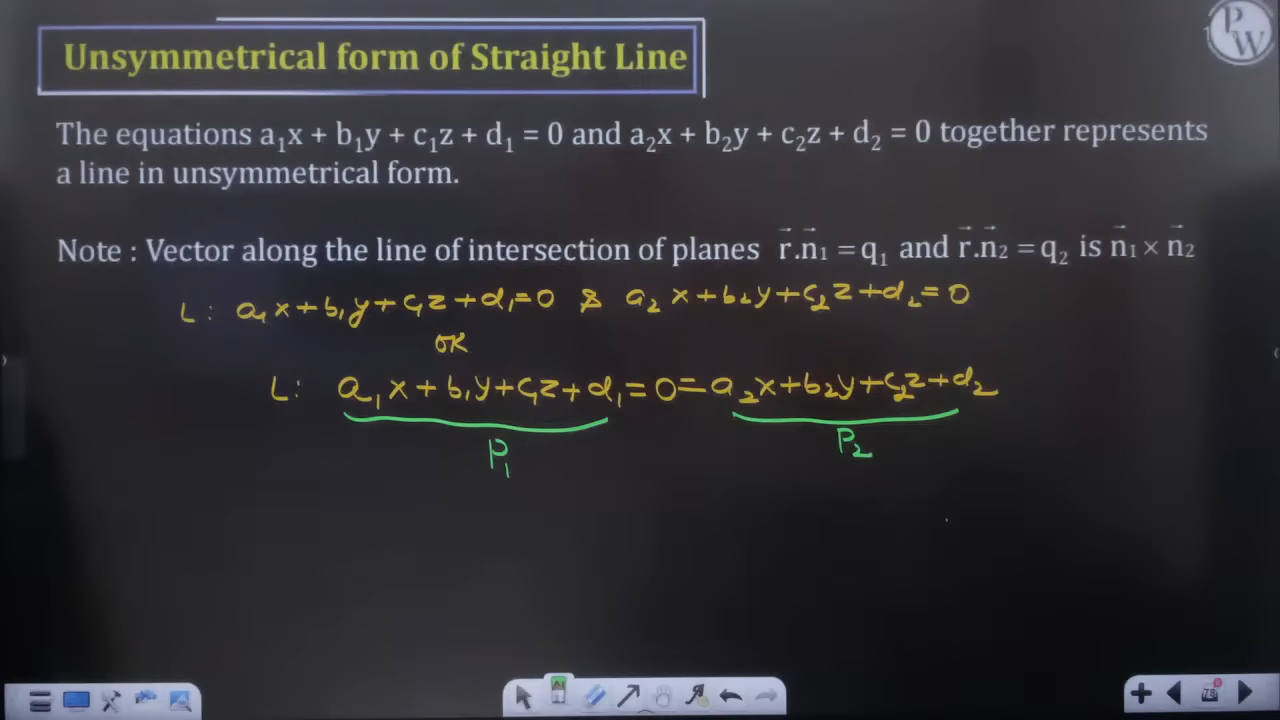 Unsymmetrical form of Straight Line
PW
The equations a₁x + b₁y + c₁z + d₁ = 0 and a₂x + b₂y + c₂z + d₂ = 0 together represents
a line in unsymmetrical form.
Note : Vector along the line of intersection of planes r⃗.n⃗₁ = q₁ and r⃗.n⃗₂ = q₂ is n⃗₁ × n⃗₂
L: a₁x + b₁y + c₁z + d₁ = 0 & a₂x + b₂y + c₂z + d₂ = 0
OR
L: a₁x + b₁y + c₁z + d₁ = 0 = a₂x + b₂y + c₂z + d₂
P₁ P₂
78